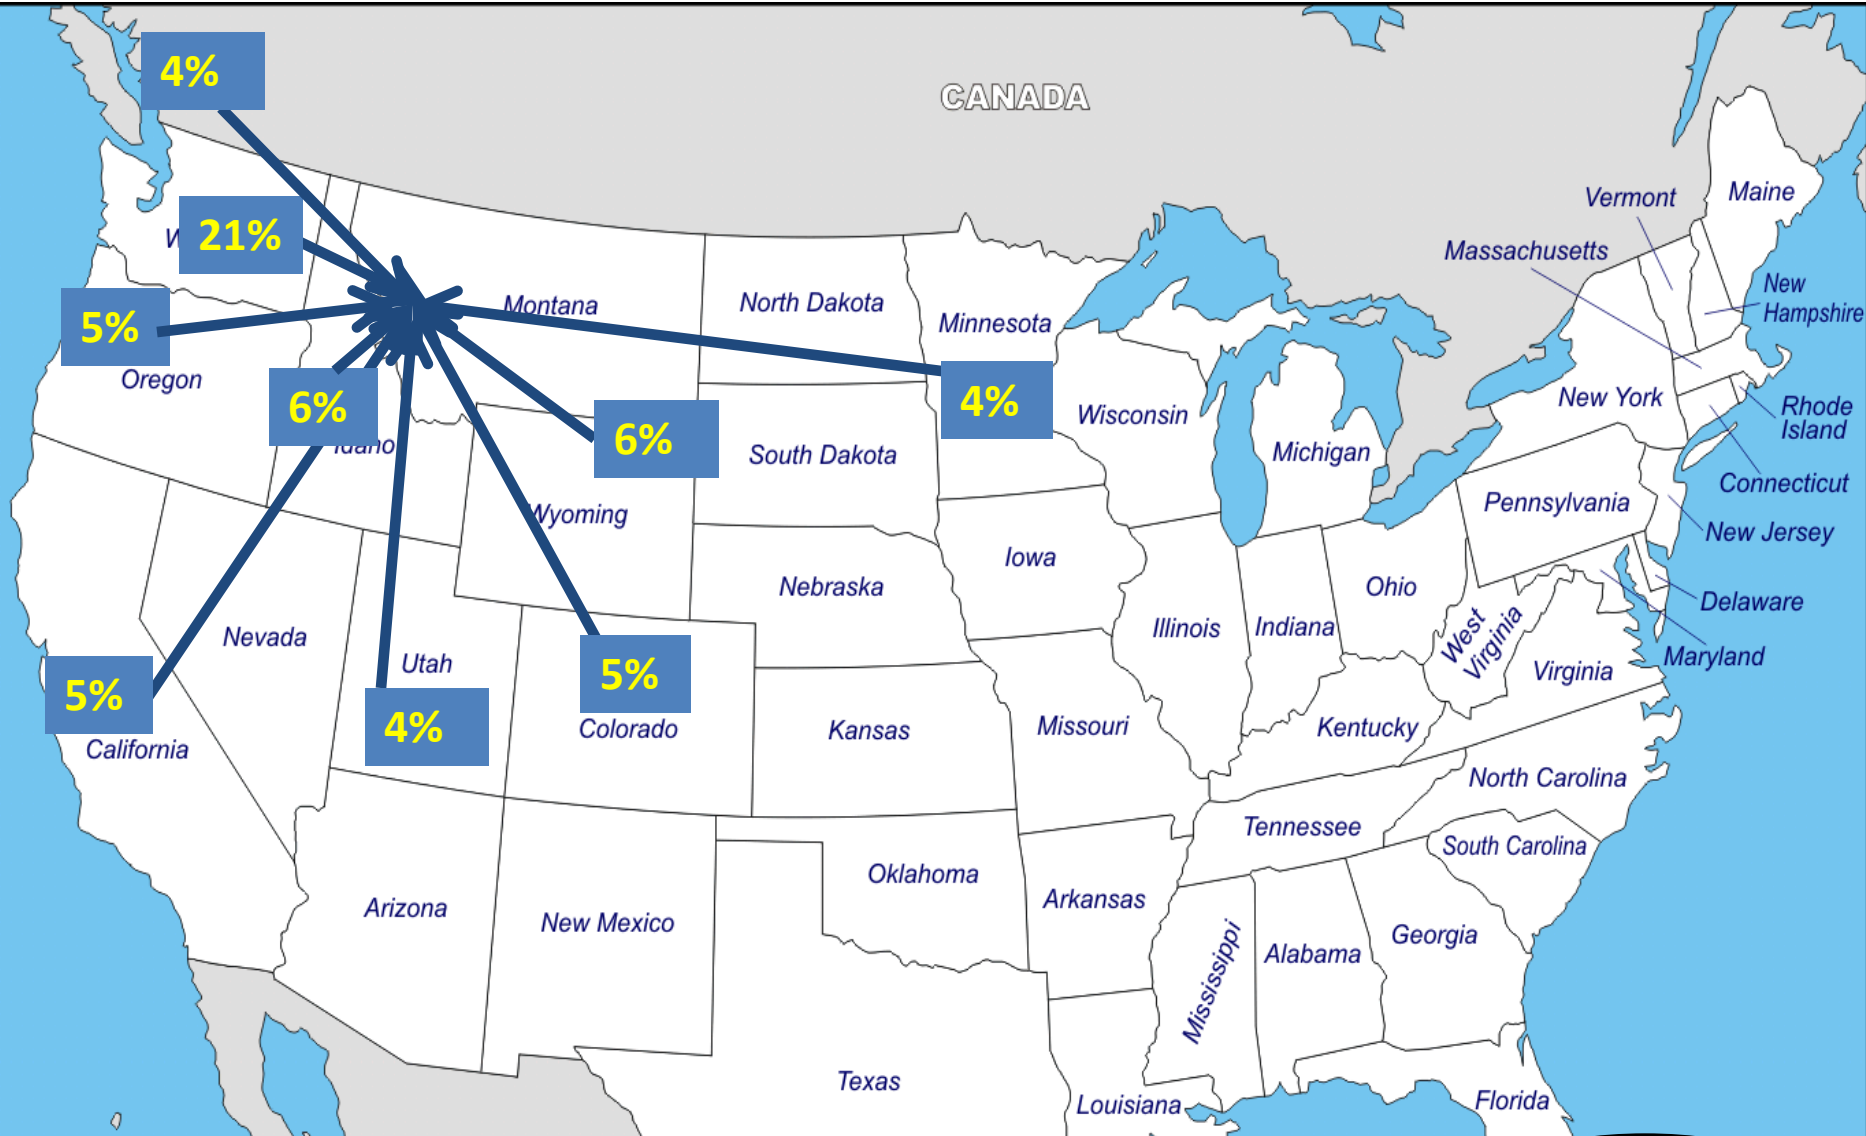 4%
CANADA
Maine
Vermont
21%
Massachusetts
New
Hampshire
5%
Montana
North Dakota
Minnesota
Oregon
6%
4%
Wisconsin
New York
Rhode
Island
6%
South Dakota
Michigan
Idaho
Connecticut
Pennsylvania
Wyoming
New Jersey
Iowa
Nebraska
Ohio
Delaware
Nevada
Illinois
Indiana
West
Virginia
Maryland
Utah
5%
Virginia
5%
4%
Colorado
Kansas
Missouri
Kentucky
California
North Carolina
Tennessee
South Carolina
Oklahoma
Arkansas
Arizona
New Mexico
Georgia
Mississippi
Alabama
Texas
Louisiana
Florida